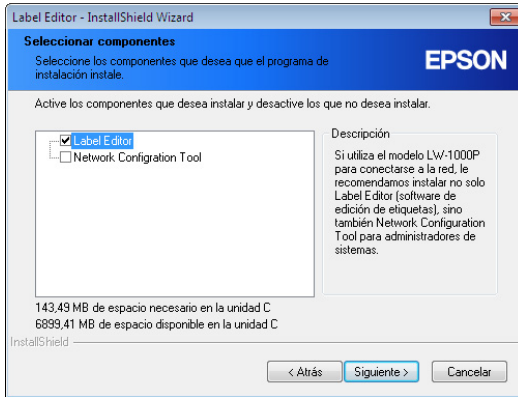 Label Editor - InstallShield Wizard
Seleccionar componentes
Seleccione los componentes que desea que el programa de
instalación instale.
EPSON
Active los componentes que desea instalar y desactive los que no desea instalar.
Label Editor
Network Configration Tool
Descripción
Si utiliza el modelo LW-1000P
para conectarse a la red, le
recomendamos instalar no solo
Label Editor (software de
edición de etiquetas), sino
también Network Configuration
Tool para administradores de
sistemas.
143,49 MB de espacio necesario en la unidad C
6899,41 MB de espacio disponible en la unidad C
InstallShield
< Atrás
Siguiente >
Cancelar